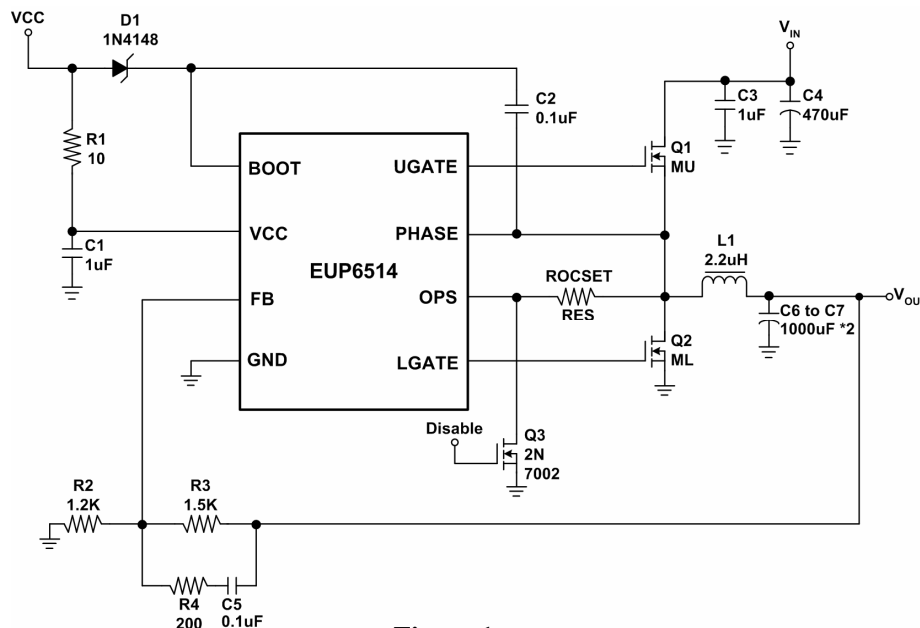 VCC
D1
1N4148
VIN
C2
0.1uF
C3
1uF
C4
470uF
R1
10
BOOT
UGATE
Q1
MU
VCC
PHASE
C1
1uF
EUP6514
L1
2.2uH
ROCSET
RES
FB
OPS
VOU
C6 to C7
1000uF *2
GND
LGATE
Q2
ML
Disable
Q3
2N
7002
R2
1.2K
R3
1.5K
R4
200
C5
0.1uF